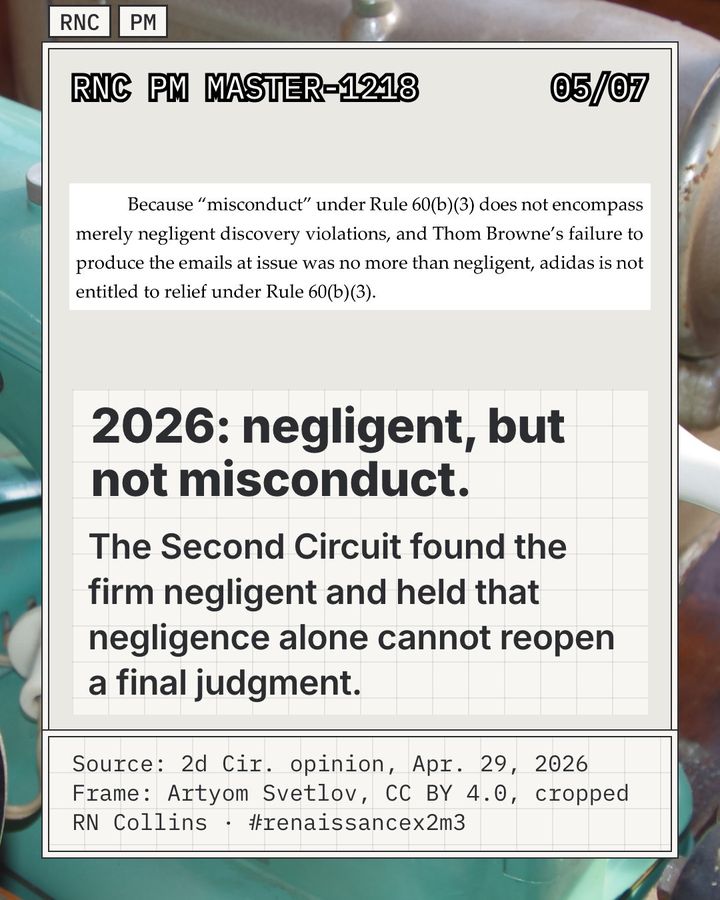 RNC PM
RNC PM MASTER-1218 05/07
Because “misconduct” under Rule 60(b)(3) does not encompass
merely negligent discovery violations, and Thom Browne’s failure to
produce the emails at issue was no more than negligent, adidas is not
entitled to relief under Rule 60(b)(3).
2026: negligent, but
not misconduct.
The Second Circuit found the
firm negligent and held that
negligence alone cannot reopen
a final judgment.
Source: 2d Cir. opinion, Apr. 29, 2026
Frame: Artyom Svetlov, CC BY 4.0, cropped
RN Collins · #renaissancex2m3